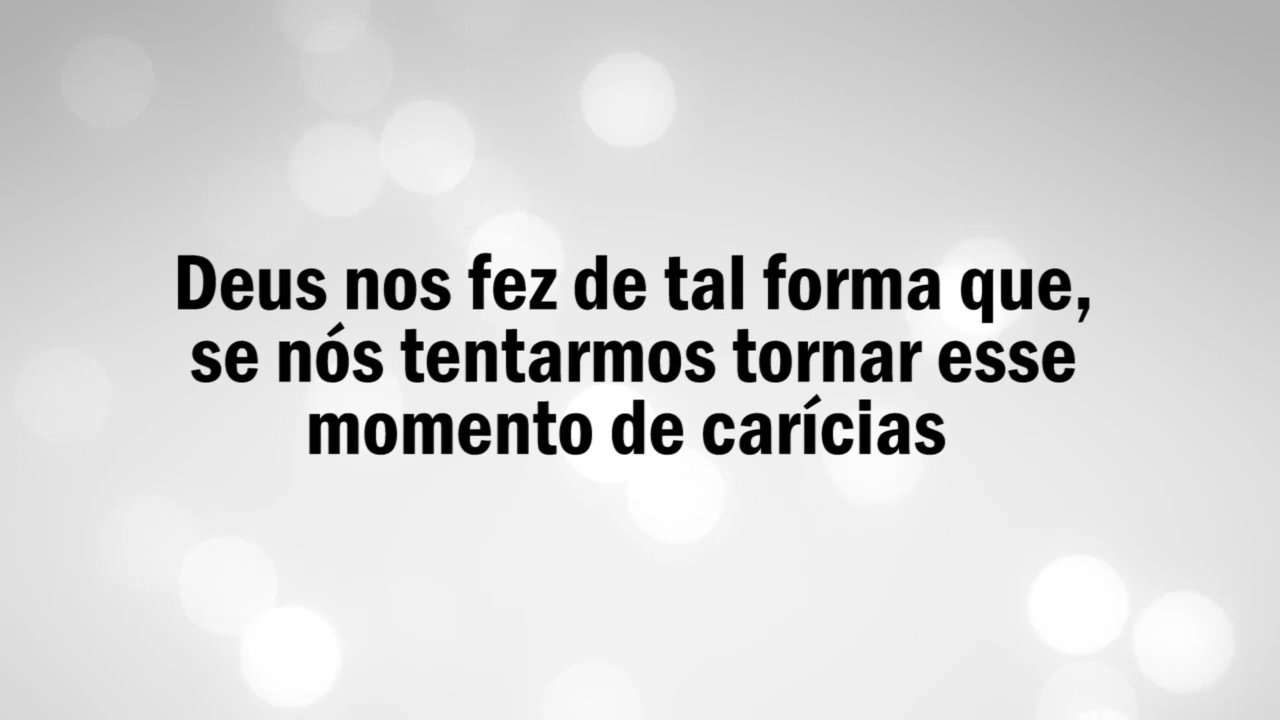 Deus nos fez de tal forma que,
se nós tentarmos tornar esse
momento de carícias